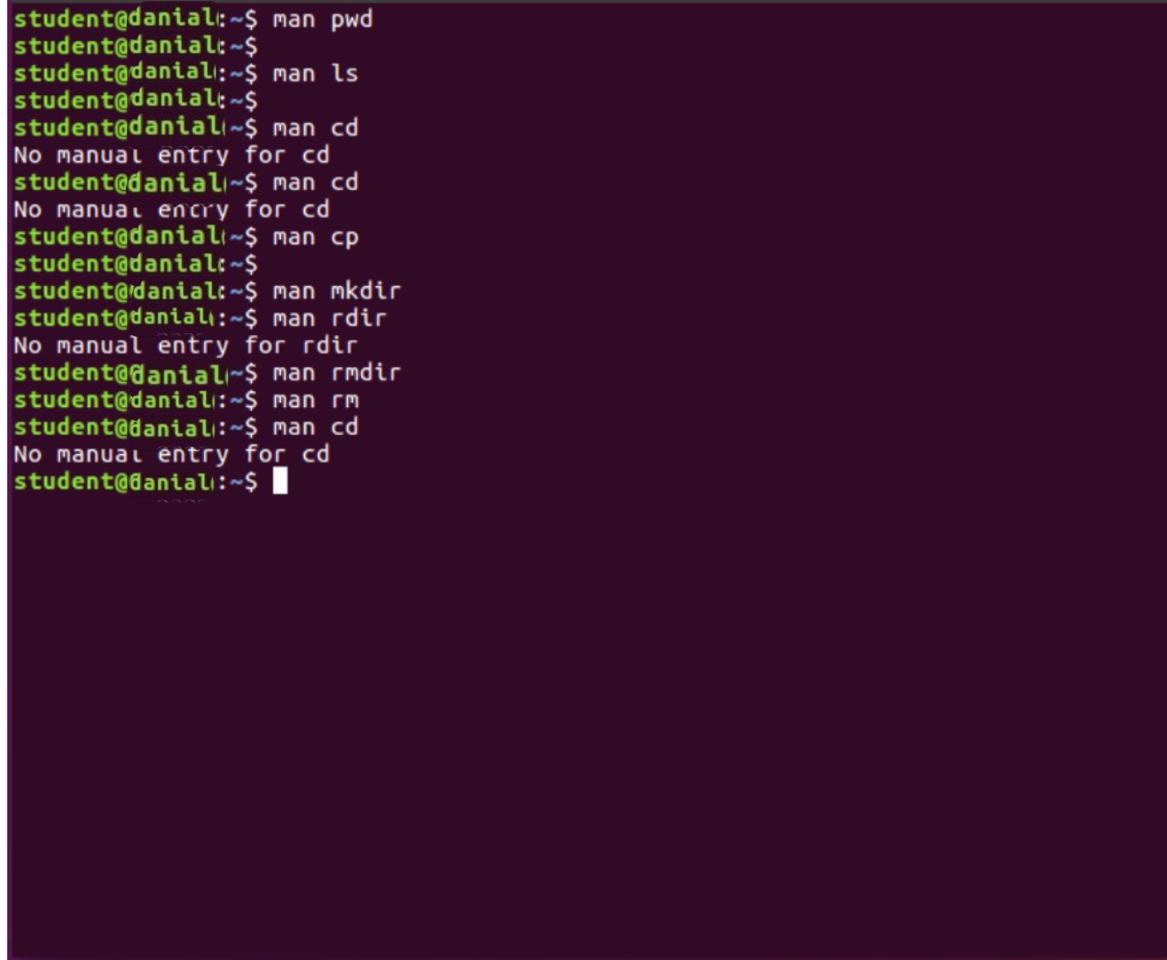 student@danial:~$ man pwd
student@danial:~$
student@danial:~$ man ls
student@danial:~$
student@danial:~$ man cd
No manual entry for cd
student@danial:~$ man cd
No manual entry for cd
student@danial:~$ man cp
student@danial:~$
student@danial:~$ man mkdir
student@danial:~$ man rdir
No manual entry for rdir
student@danial:~$ man rmdir
student@danial:~$ man rm
student@danial:~$ man cd
No manual entry for cd
student@danial:~$